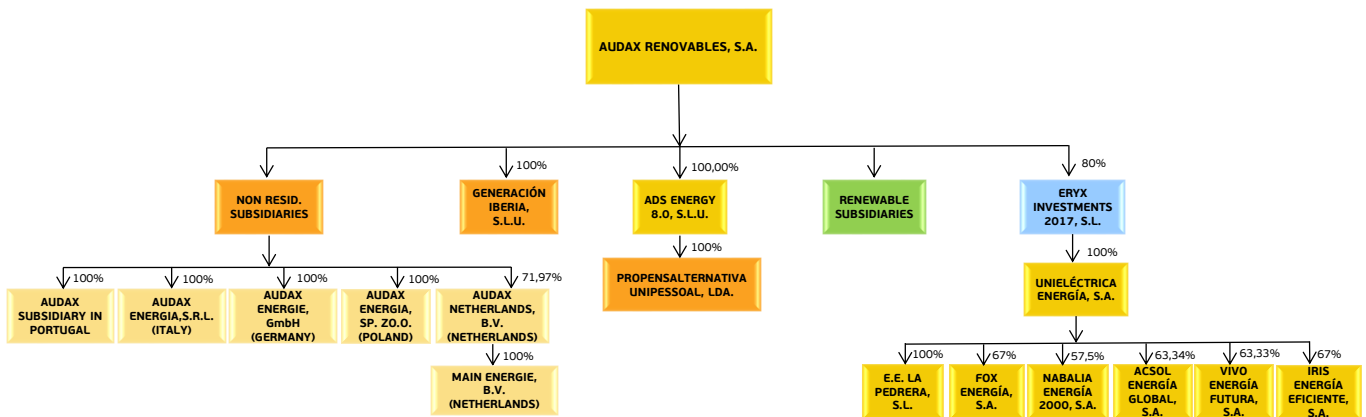 AUDAX RENOVABLES, S.A.
100%
100,00%
80%
NON RESID.
SUBSIDIARIES
GENERACIÓN
IBERIA,
S.L.U.
ADS ENERGY
8.0, S.L.U.
RENEWABLE
SUBSIDIARIES
ERYX
INVESTMENTS
2017, S.L.
100%
100%
100%
100%
100%
100%
71,97%
AUDAX
SUBSIDIARY IN
PORTUGAL
AUDAX
ENERGIA,S.R.L.
(ITALY)
AUDAX
ENERGIE,
GmbH
(GERMANY)
AUDAX
ENERGIA,
SP. ZO.O.
(POLAND)
AUDAX
NETHERLANDS,
B.V.
(NETHERLANDS)
PROPENSALTERNATIVA
UNIPESSOAL, LDA.
UNIELÉCTRICA
ENERGÍA, S.A.
100%
MAIN ENERGIE,
B.V.
(NETHERLANDS)
100%
67%
57,5%
63,34%
63,33%
67%
E.E. LA
PEDRERA,
S.L.
FOX
ENERGÍA,
S.A.
NABALIA
ENERGÍA
2000, S.A.
ACSOL
ENERGÍA
GLOBAL,
S.A.
VIVO
ENERGÍA
FUTURA,
S.A.
IRIS
ENERGÍA
EFICIENTE,
S.A.